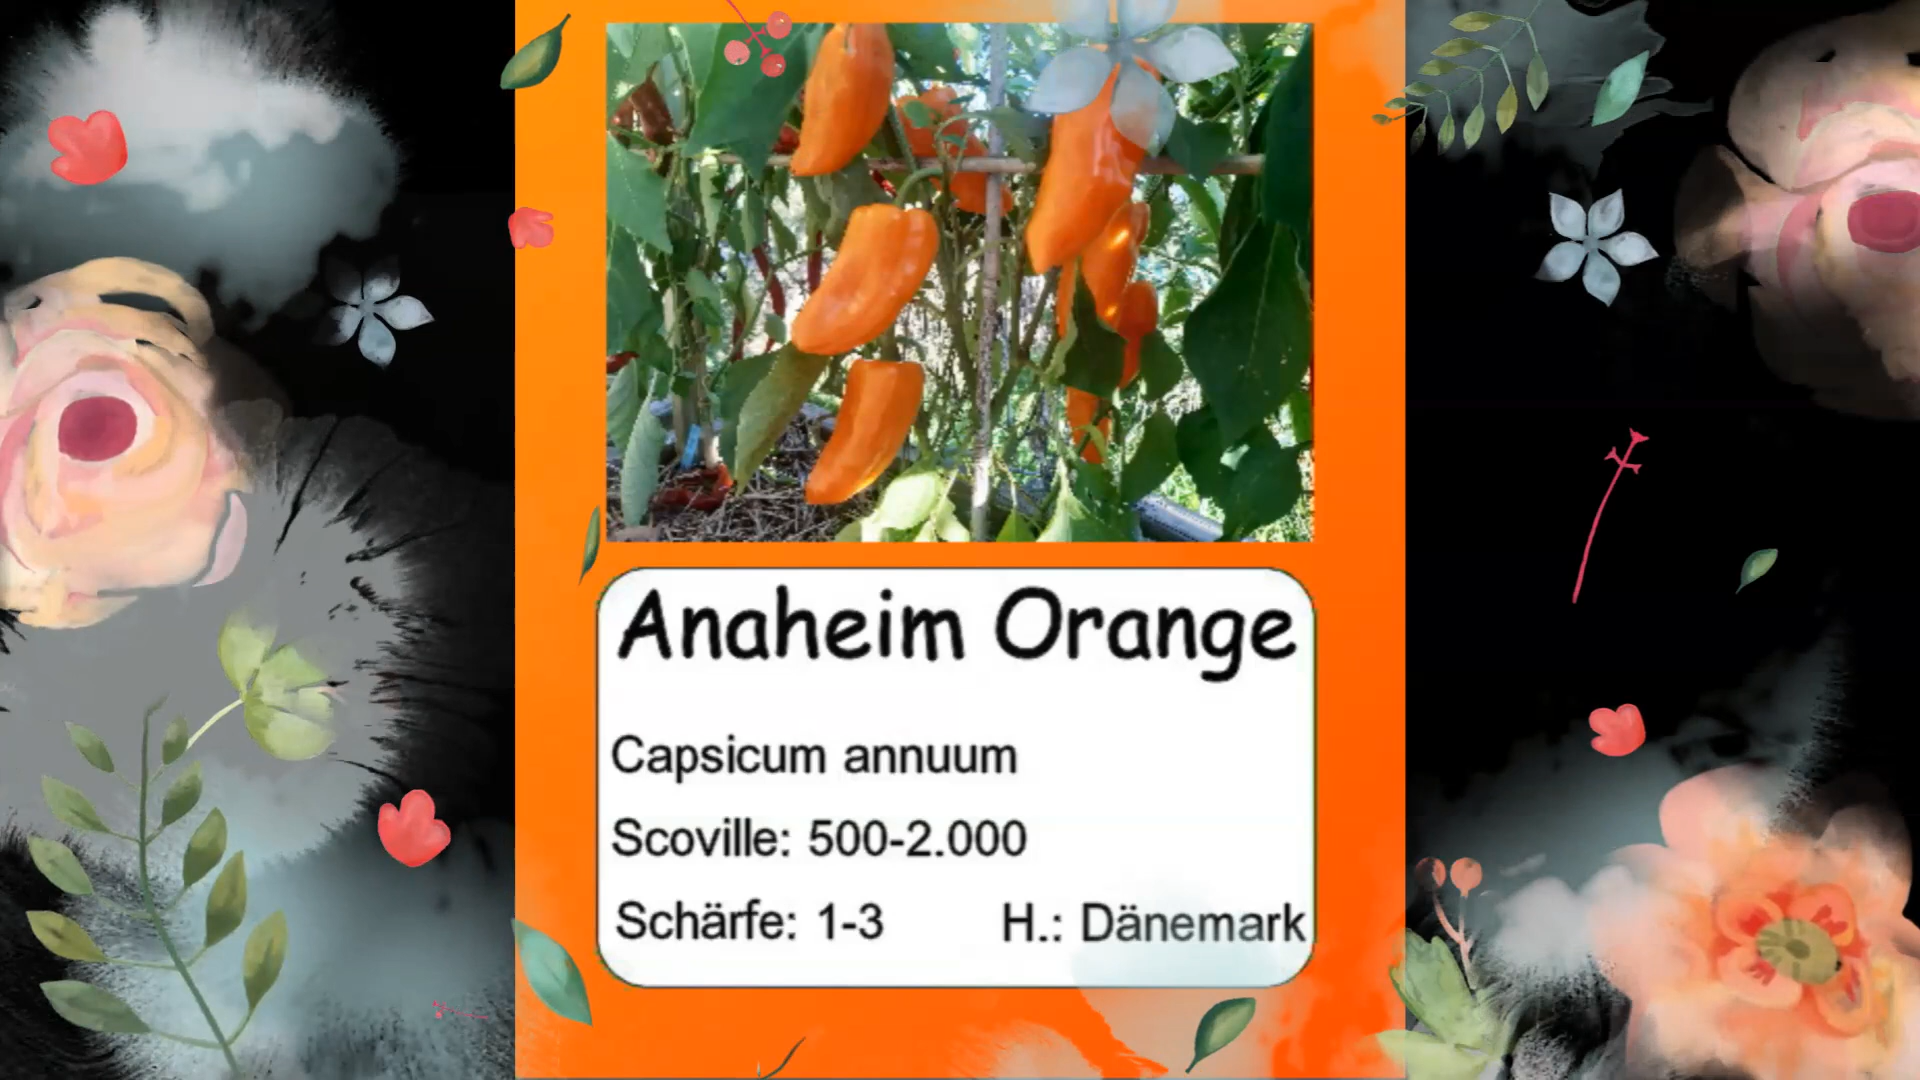 Anaheim Orange
Capsicum annuum
Scoville: 500-2.000
Schärfe: 1-3 H.: Dänemark